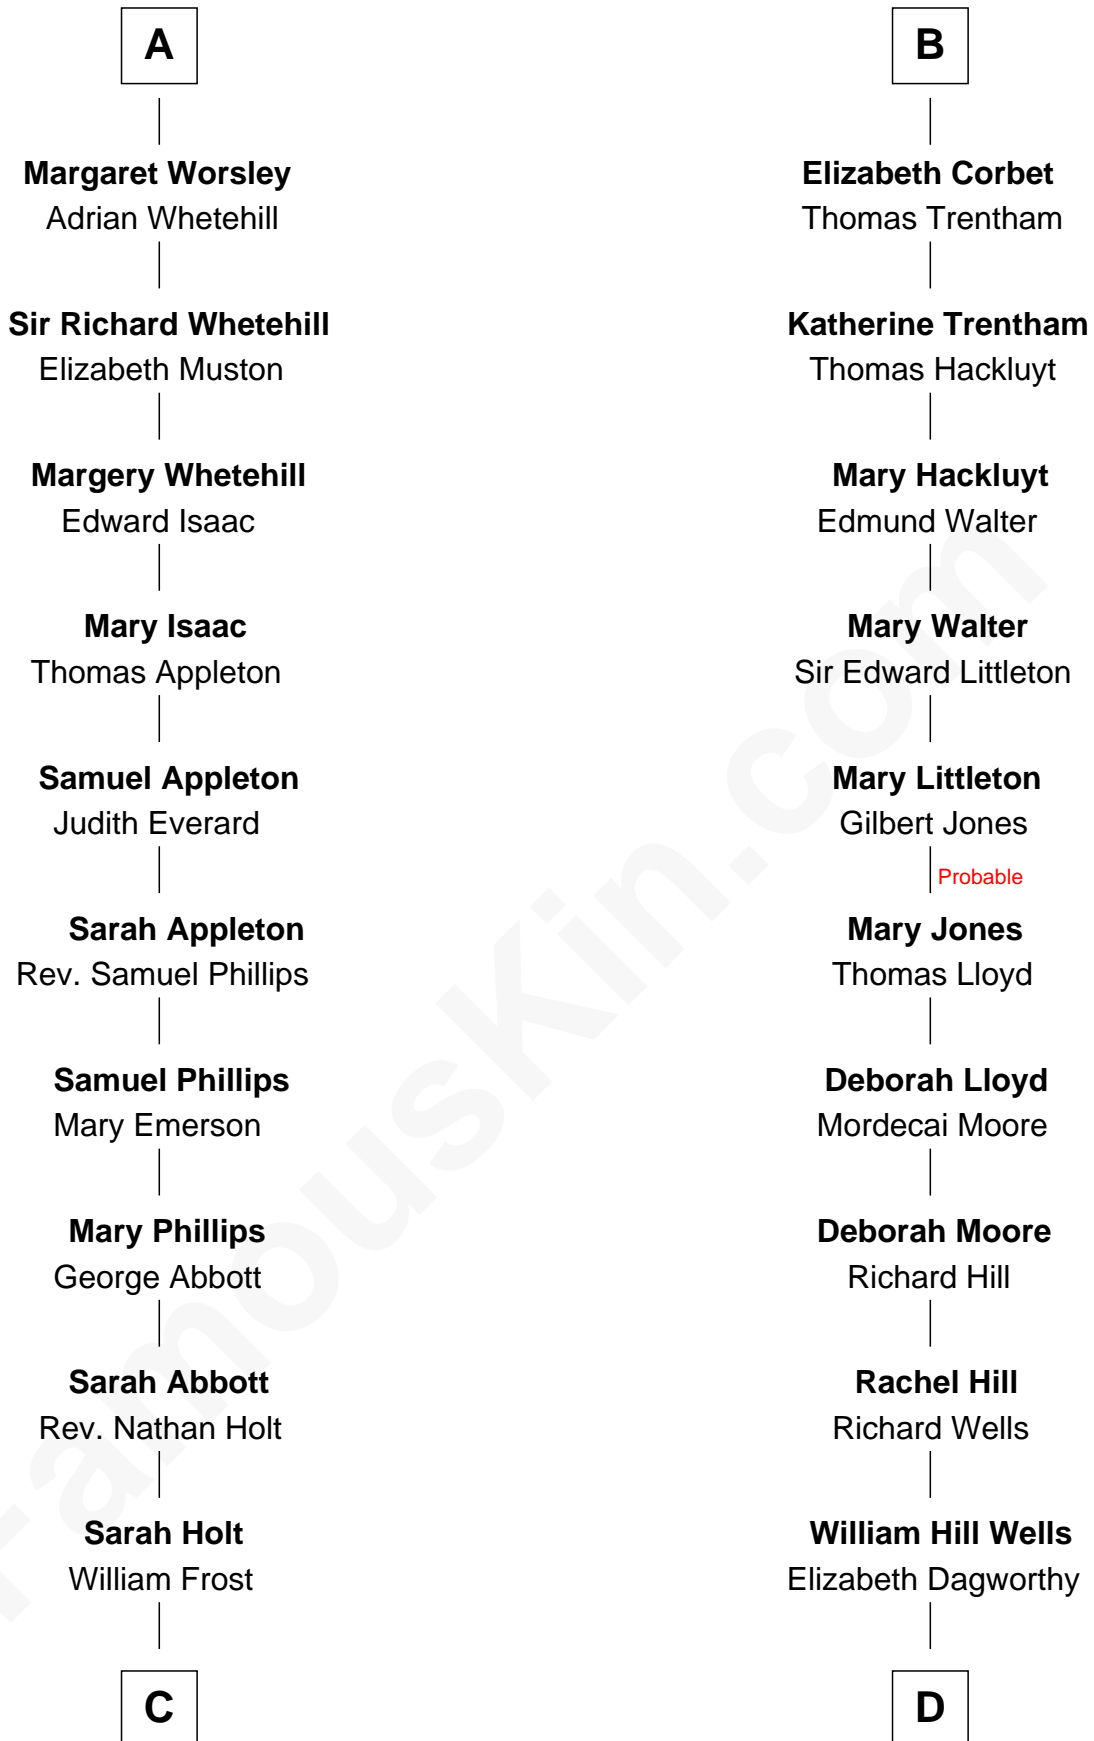 A
Margaret Worsley
Adrian Whetehill
Sir Richard Whetehill
Elizabeth Muston
Margery Whetehill
Edward Isaac
Mary Isaac
Thomas Appleton
Samuel Appleton
Judith Everard
Sarah Appleton
Rev. Samuel Phillips
Samuel Phillips
Mary Emerson
Mary Phillips
George Abbott
Sarah Abbott
Rev. Nathan Holt
Sarah Holt
William Frost
C
B
Elizabeth Corbet
Thomas Trentham
Katherine Trentham
Thomas Hackluyt
Mary Hackluyt
Edmund Walter
Mary Walter
Sir Edward Littleton
Mary Littleton
Gilbert Jones
Probable
Mary Jones
Thomas Lloyd
Deborah Lloyd
Mordecai Moore
Deborah Moore
Richard Hill
Rachel Hill
Richard Wells
William Hill Wells
Elizabeth Dagworthy
D
FamousKin.com